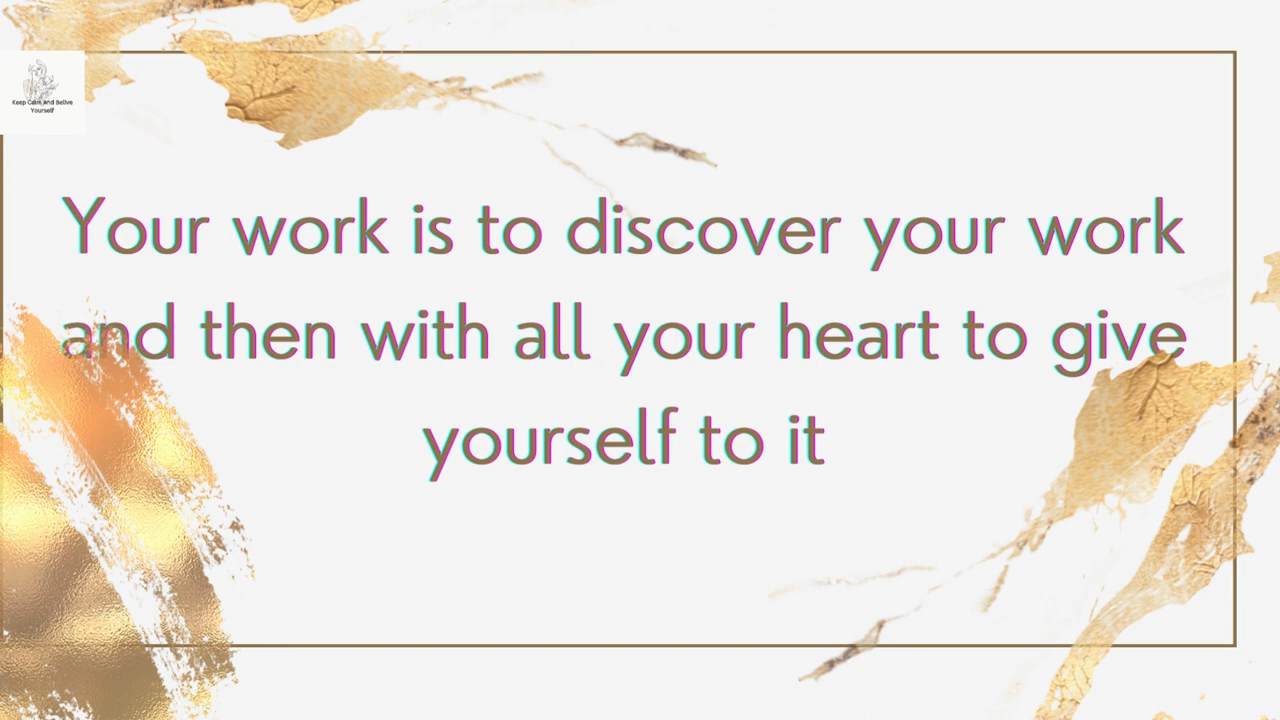 Keep Calm And Belive
Yourself
Your work is to discover your work
and then with all your heart to give
yourself to it